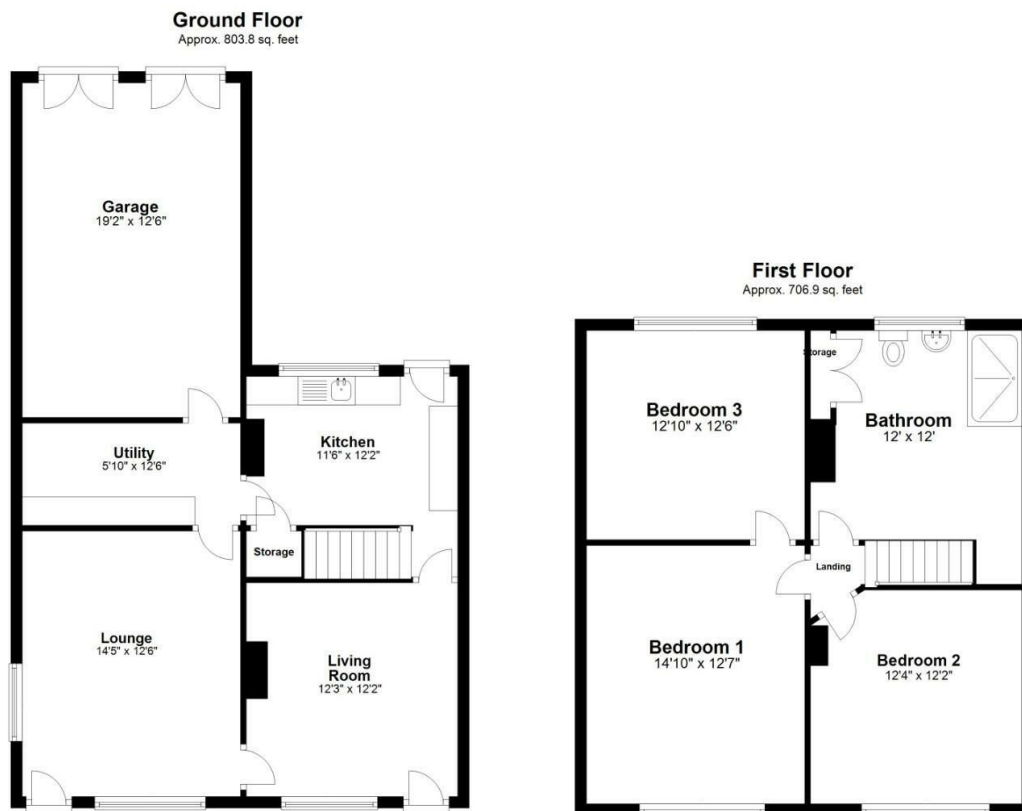 Ground Floor
Approx. 803.8 sq. feet
Garage
19'2" x 12'6"
Utility
5'10" x 12'6"
Kitchen
11'6" x 12'2"
Storage
Lounge
14'5" x 12'6"
Living
Room
12'3" x 12'2"
First Floor
Approx. 706.9 sq. feet
Storage
Bedroom 3
12'10" x 12'6"
Bathroom
12' x 12'
Landing
Bedroom 1
14'10" x 12'7"
Bedroom 2
12'4" x 12'2"